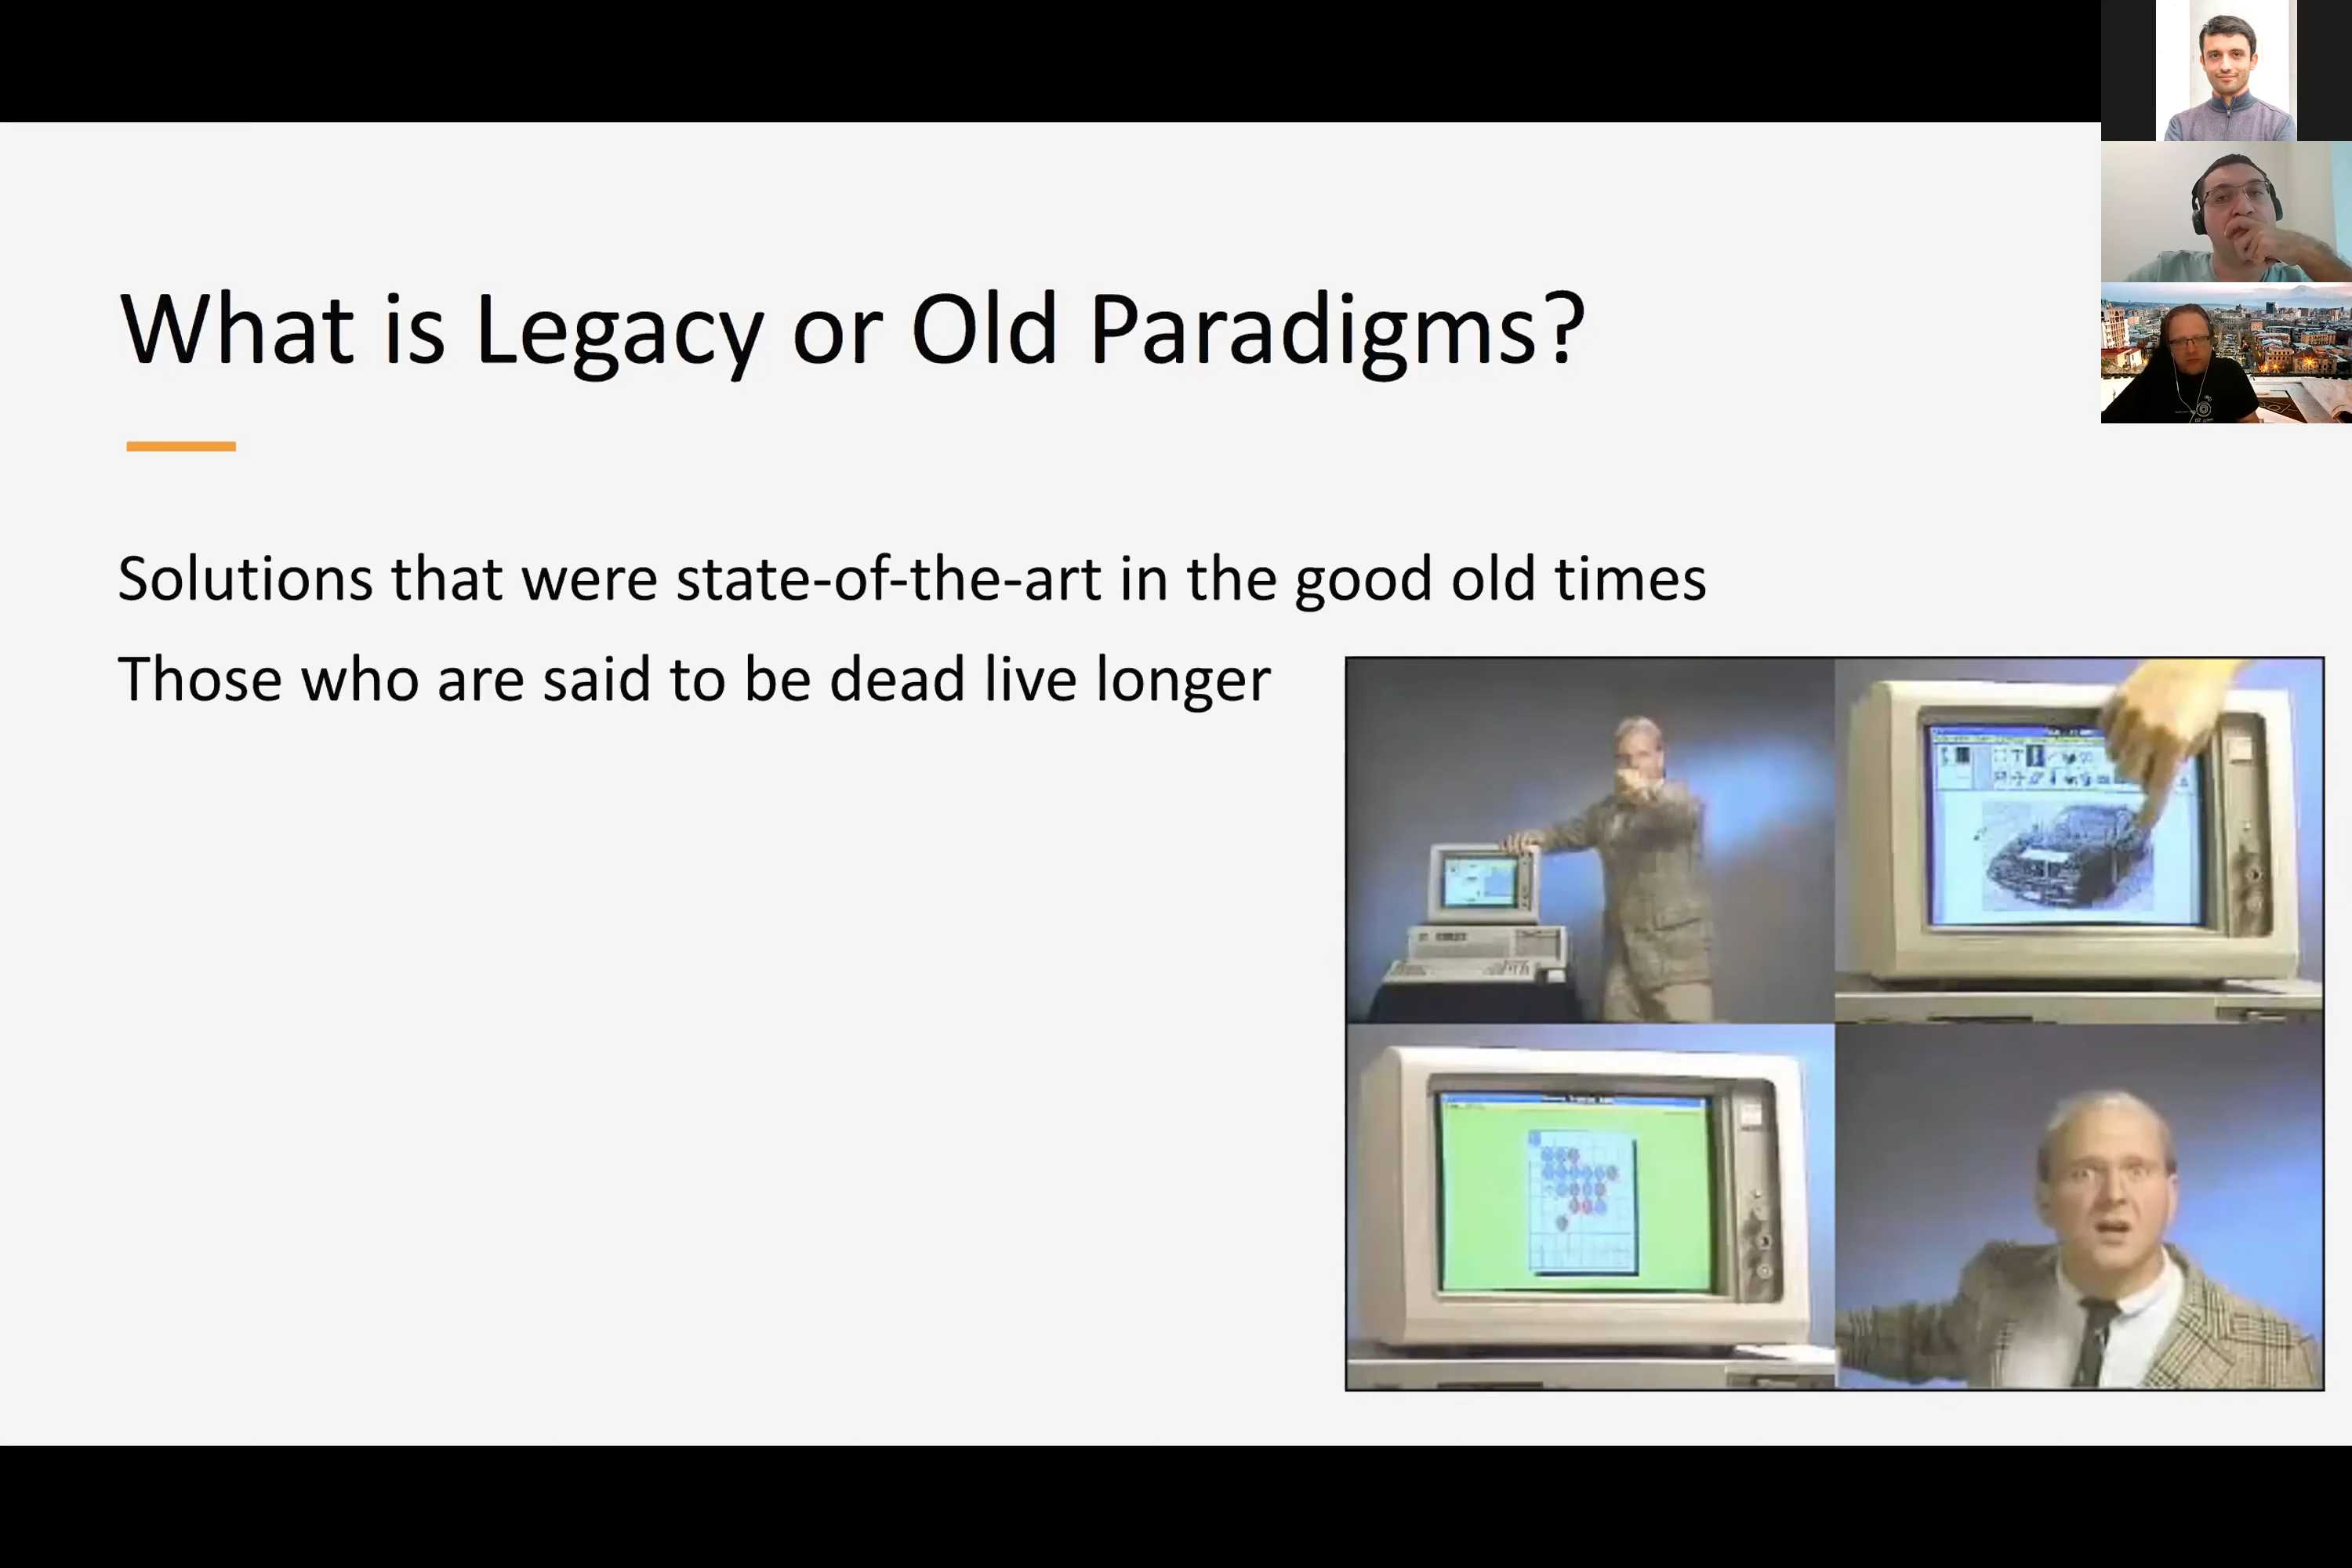 What is Legacy or Old Paradigms?
Solutions that were state-of-the-art in the good old times
Those who are said to be dead live longer